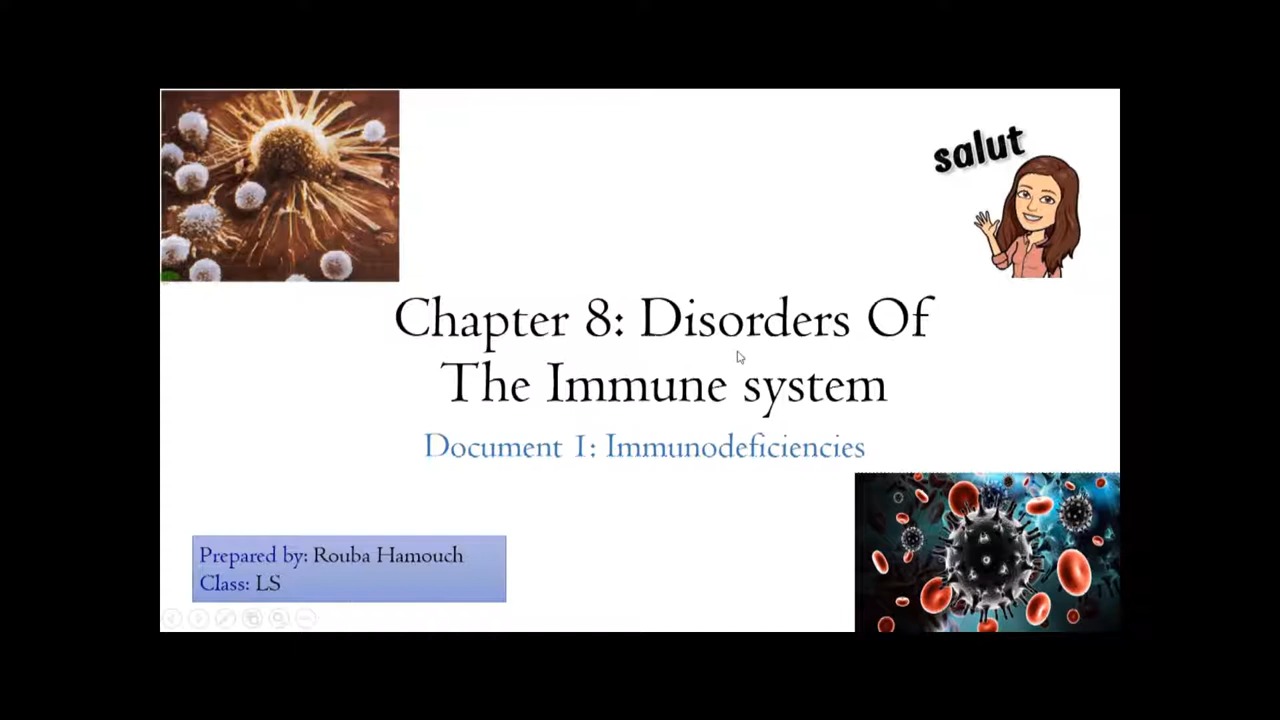 salut
Chapter 8: Disorders Of
The Immune system
Document 1: Immunodeficiencies
Prepared by: Rouba Hamouch
Class: LS